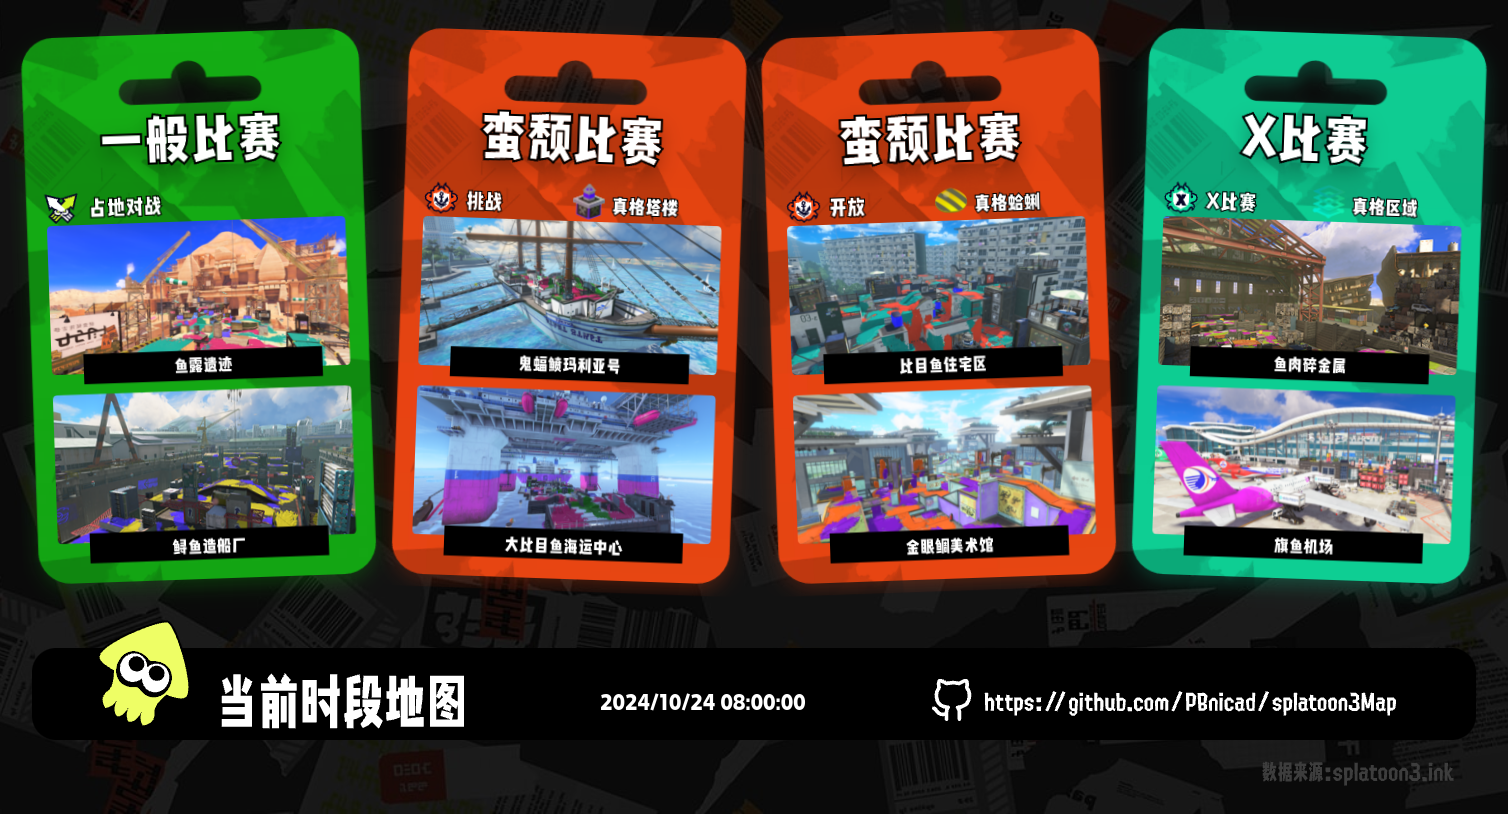 一般比赛
占地对战
鱼露遗迹
鲟鱼造船厂
蛮颓比赛
挑战
真格塔楼
鬼蝠鲼玛利亚号
大比目鱼海运中心
蛮颓比赛
开放
真格蛤蜊
比目鱼住宅区
金眼鲷美术馆
X比赛
X比赛
真格区域
鱼肉碎金属
旗鱼机场
当前时段地图
2024/10/24 08:00:00
https://github.com/PBnicad/splatoon3Map
数据来源:splatoon3.ink